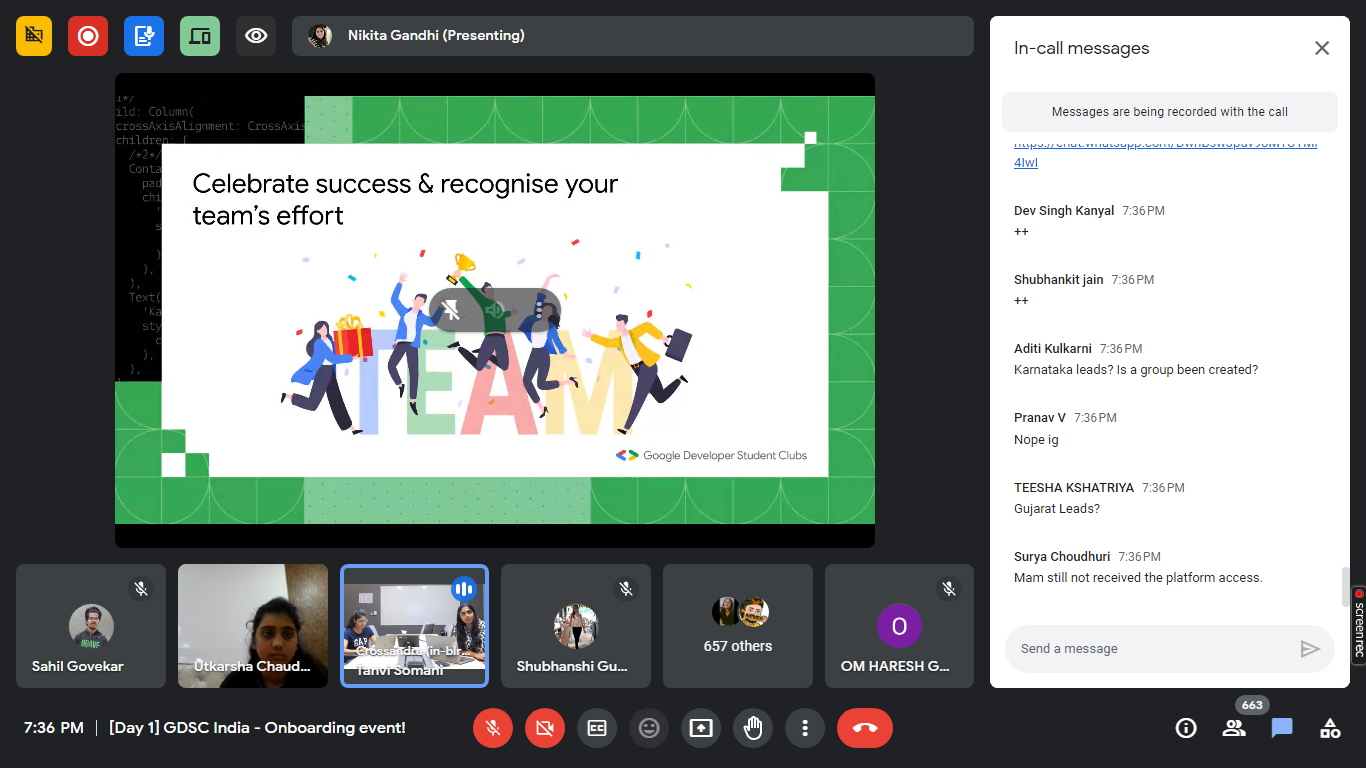 Nikita Gandhi (Presenting)
ild: Column(
crossAxisAlignment: CrossAxis
children: [
/*2*/
Conta
pad
chi
'
s
)
),
),
Text(
'Ka
sty
c
),
),
Celebrate success & recognise your
team's effort
TEAM
Google Developer Student Clubs
Sahil Govekar
Utkarsha Chaud...
GAP
Crossandra (in-blr...
Tanvi Somani
Shubhanshi Gu...
657 others
O
OM HARESH G...
7:36 PM | [Day 1] GDSC India - Onboarding event!
CC
663
In-call messages
Messages are being recorded with the call
4IwI
Dev Singh Kanyal 7:36 PM
++
Shubhankit jain 7:36 PM
++
Aditi Kulkarni 7:36 PM
Karnataka leads? Is a group been created?
Pranav V 7:36 PM
Nope ig
TEESHA KSHATRIYA 7:36 PM
Gujarat Leads?
Surya Choudhuri 7:36 PM
Mam still not received the platform access.
Send a message
screenrec